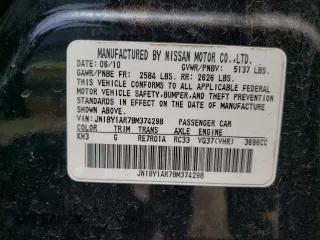 MANUFACTURED BY NISSAN MOTOR CO.,LTD.
DATE 06/10 GVWR/PNBV: 5137 LBS.
GAWR/PNBE FR: 2584 LBS. RR: 2626 LBS.
THIS VEHICLE CONFORMS TO ALL APPLICABLE FEDERAL MOTOR
VEHICLE SAFETY,BUMPER,AND THEFT PREVENTION
STANDARDS IN EFFECT ON THE DATE OF MANUFACTURE
SHOWN ABOVE.
VIN:JN1BY1AR7BM374298 PASSENGER CAR
COLOR TRIM TRANS AXLE ENGINE
KH3 G RE7R01A RC33 VQ37(VHR) 3696CC
JN1BY1AR7BM374298